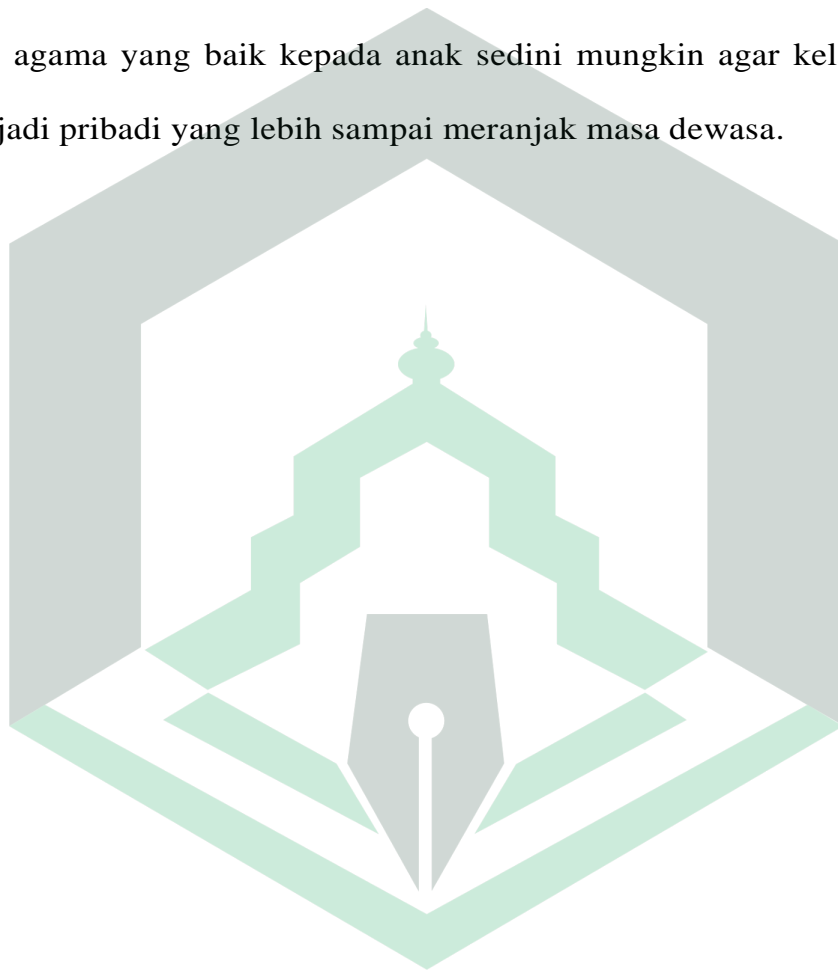 agama yang baik kepada anak sedini mungkin agar kel
jadi pribadi yang lebih sampai meranjak masa dewasa.